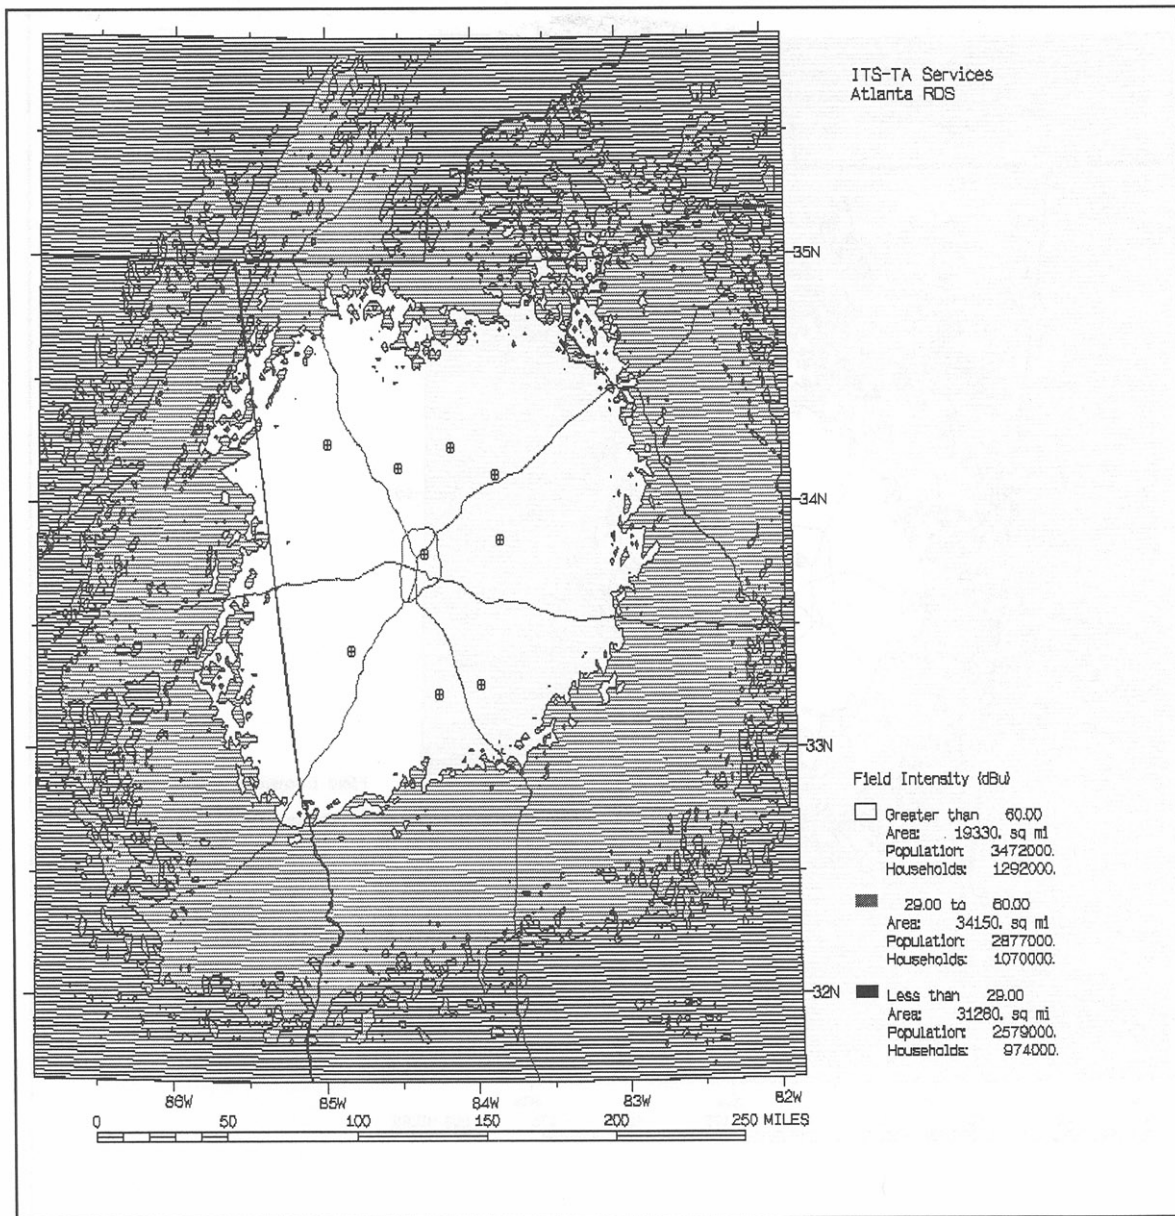 ITS-TA Services
Atlanta RDS
35N
34N
33N
32N
Field Intensity (dBu)
Greater than 60.00
Area: 19330. sq mi
Population: 3472000.
Households: 1292000.
29.00 to 60.00
Area: 34150. sq mi
Population: 2877000.
Households: 1070000.
Less than 29.00
Area: 31280. sq mi
Population: 2579000.
Households: 974000.
86W 85W 84W 83W 82W
0 50 100 150 200 250 MILES